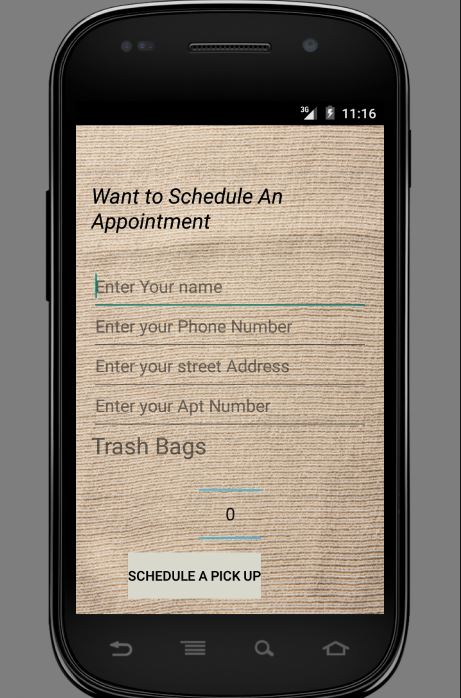 3G 11:16
Want to Schedule An
Appointment
Enter Your name
Enter your Phone Number
Enter your street Address
Enter your Apt Number
Trash Bags
0
SCHEDULE A PICK UP